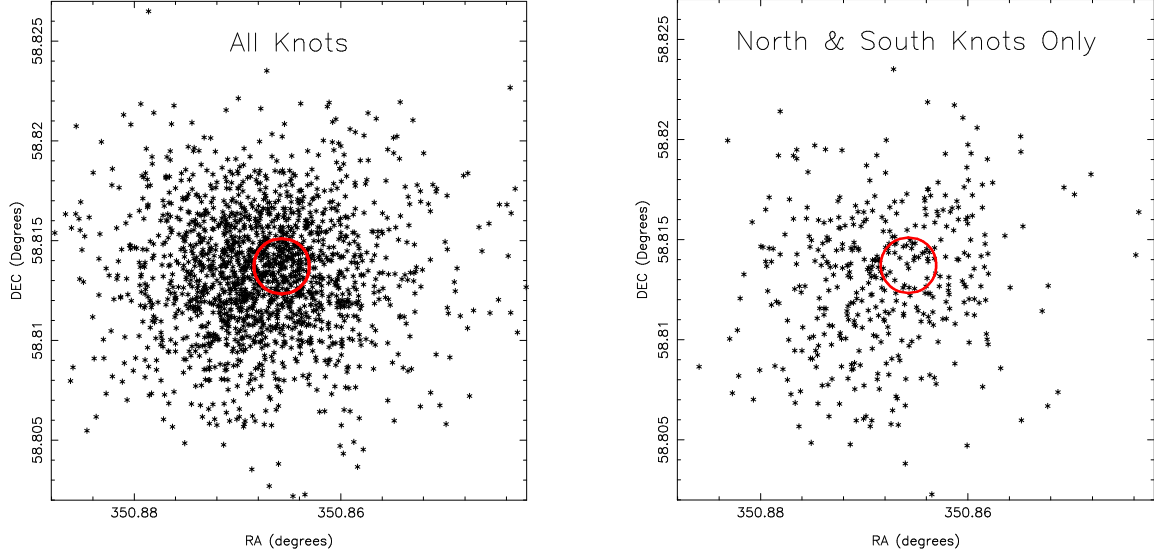 All Knots
58.825
58.82
58.815
58.81
58.805
DEC (Degrees)
350.88
350.86
RA (degrees)
North & South Knots Only
58.825
58.82
58.815
58.81
58.805
DEC (Degrees)
350.88
350.86
RA (degrees)